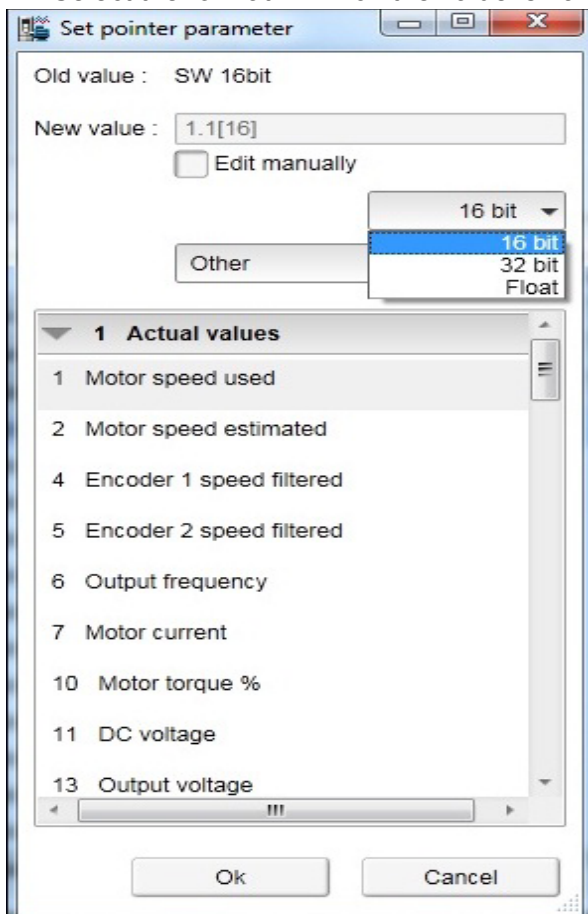 Set pointer parameter
Old value : SW 16bit
New value : 1.1[16]
Edit manually
16 bit
16 bit
Other 32 bit
Float
1 Actual values
1 Motor speed used
2 Motor speed estimated
4 Encoder 1 speed filtered
5 Encoder 2 speed filtered
6 Output frequency
7 Motor current
10 Motor torque %
11 DC voltage
13 Output voltage
Ok Cancel